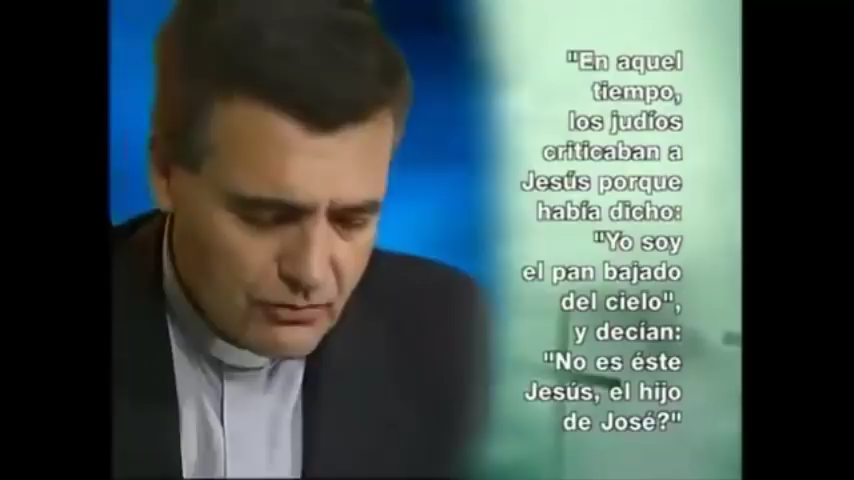 "En aquel
tiempo,
los judíos
criticaban a
Jesús porque
había dicho:
"Yo soy
el pan bajado
del cielo",
y decían:
"No es éste
Jesús, el hijo
de José?"